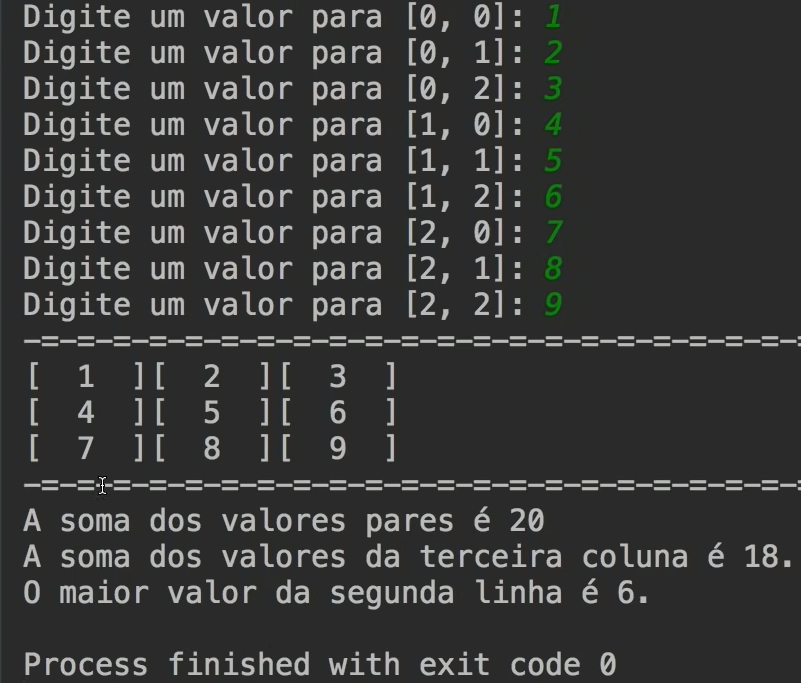 Digite um valor para [0, 0]: 1
Digite um valor para [0, 1]: 2
Digite um valor para [0, 2]: 3
Digite um valor para [1, 0]: 4
Digite um valor para [1, 1]: 5
Digite um valor para [1, 2]: 6
Digite um valor para [2, 0]: 7
Digite um valor para [2, 1]: 8
Digite um valor para [2, 2]: 9
-=-=-=-=-=-=-=-=-=-=-=-=-=-=-=-=-=-=-=-=-=-
[  1  ][  2  ][  3  ]
[  4  ][  5  ][  6  ]
[  7  ][  8  ][  9  ]
-=-=-=-=-=-=-=-=-=-=-=-=-=-=-=-=-=-=-=-=-=-
A soma dos valores pares é 20
A soma dos valores da terceira coluna é 18.
O maior valor da segunda linha é 6.
Process finished with exit code 0